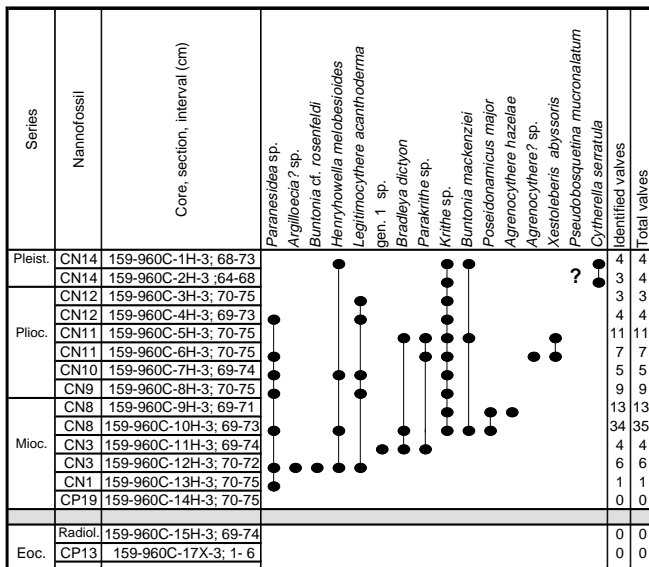 Series Nannofossil Core, section, interval (cm) Paranesidea sp. Argilloecia? sp. Buntonia cf. rosenfeldi Henryhowella melobesioides Legitimocythere acanthoderma gen. 1 sp. Bradleya dictyon Parakrithe sp. Krithe sp. Buntonia mackenziei Poseidonamicus major Agrenocythere hazelae Agrenocythere? sp. Xestoleberis abyssoris Pseudobosquetina mucronalatum Cytherella serratula Identified valves Total valves
Pleist. CN14 159-960C-1H-3; 68-73 4 4
CN14 159-960C-2H-3 ;64-68 ? 3 4
Plioc. CN12 159-960C-3H-3; 70-75 3 3
CN12 159-960C-4H-3; 69-73 4 4
CN11 159-960C-5H-3; 70-75 11 11
CN11 159-960C-6H-3; 70-75 7 7
CN10 159-960C-7H-3; 69-74 5 5
CN9 159-960C-8H-3; 70-75 9 9
Mioc. CN8 159-960C-9H-3; 69-71 13 13
CN8 159-960C-10H-3; 69-73 34 35
CN3 159-960C-11H-3; 69-74 4 4
CN3 159-960C-12H-3; 70-72 6 6
CN1 159-960C-13H-3; 70-75 1 1
CP19 159-960C-14H-3; 70-75 0 0
Radiol. 159-960C-15H-3; 69-74 0 0
Eoc. CP13 159-960C-17X-3; 1- 6 0 0